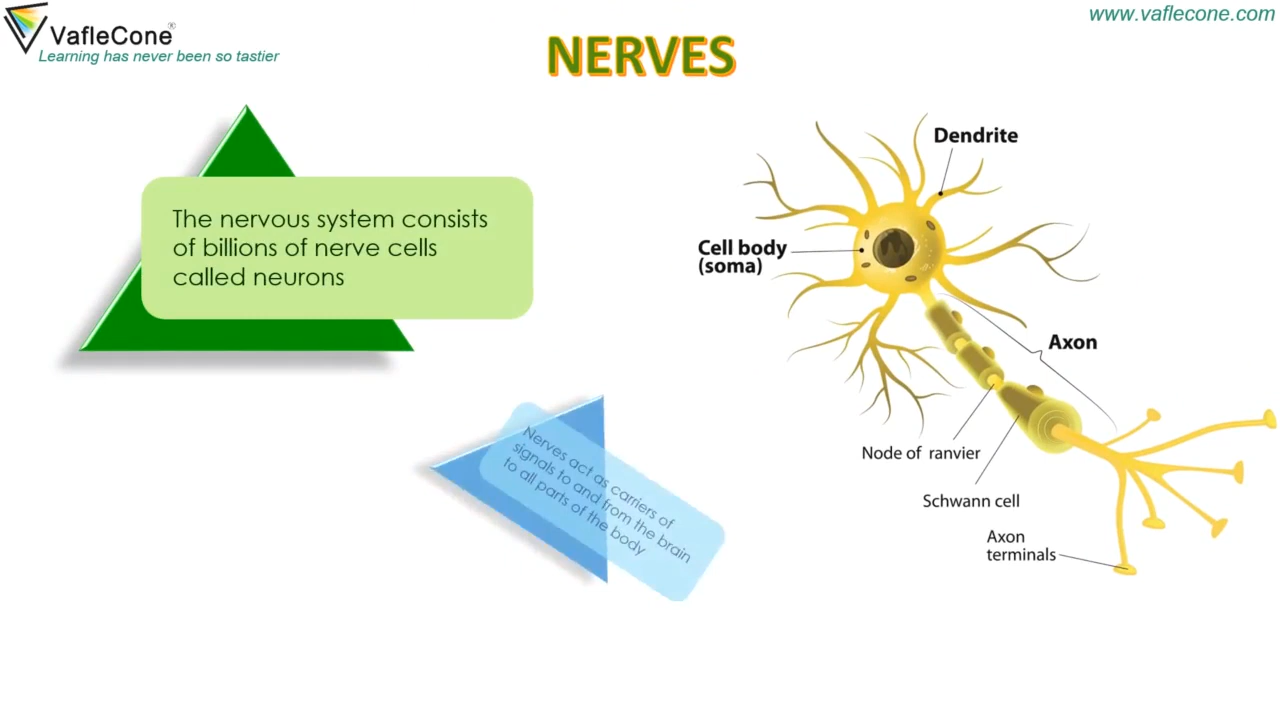 VafleCone®
Learning has never been so tastier
www.vaflecone.com
NERVES
The nervous system consists
of billions of nerve cells
called neurons
Nerves act as carriers of
signals to and from the brain
to all parts of the body
Dendrite
Cell body
(soma)
Axon
Node of ranvier
Schwann cell
Axon
terminals